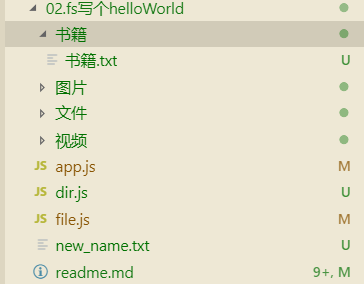 02.fs写个helloWorld
书籍
书籍.txt U
图片
文件
视频
JS app.js M
JS dir.js U
JS file.js M
new_name.txt U
readme.md 9+, M